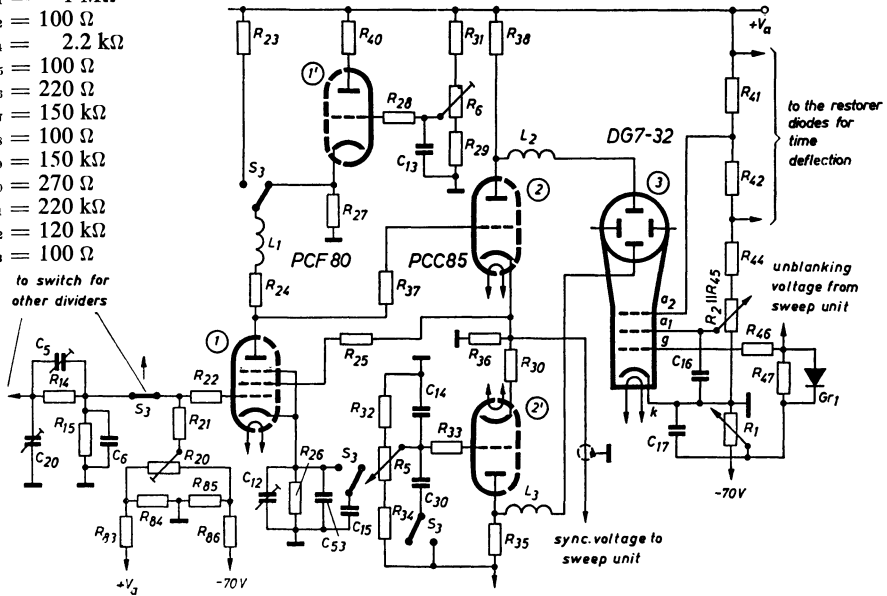 = 1 MΩ
= 100 Ω
= 2.2 kΩ
= 100 Ω
= 220 Ω
= 150 kΩ
= 100 Ω
= 150 kΩ
= 270 Ω
= 220 kΩ
= 120 kΩ
= 100 Ω
R23
R40
R31
R38
+Va
1'
R28
R6
R41
to the restorer
diodes for
time
deflection
C13
R29
L2
DG7-32
S3
R27
2
3
R42
L1
PCF 80
PCC85
R44
R24
R37
unblanking
voltage from
sweep unit
to switch for
other dividers
a2
a1
g
k
R2 ∥ R45
R46
C5
R14
1
R25
R36
R30
C16
R47
Gr1
S3
R22
C14
R15
C6
R21
R32
2'
C17
R1
C20
R20
R26
S3
R5
R33
-70V
R84
R85
C12
C53
C15
C30
R34
S3
L3
R83
R86
R35
sync. voltage to
sweep unit
+Va
-70V